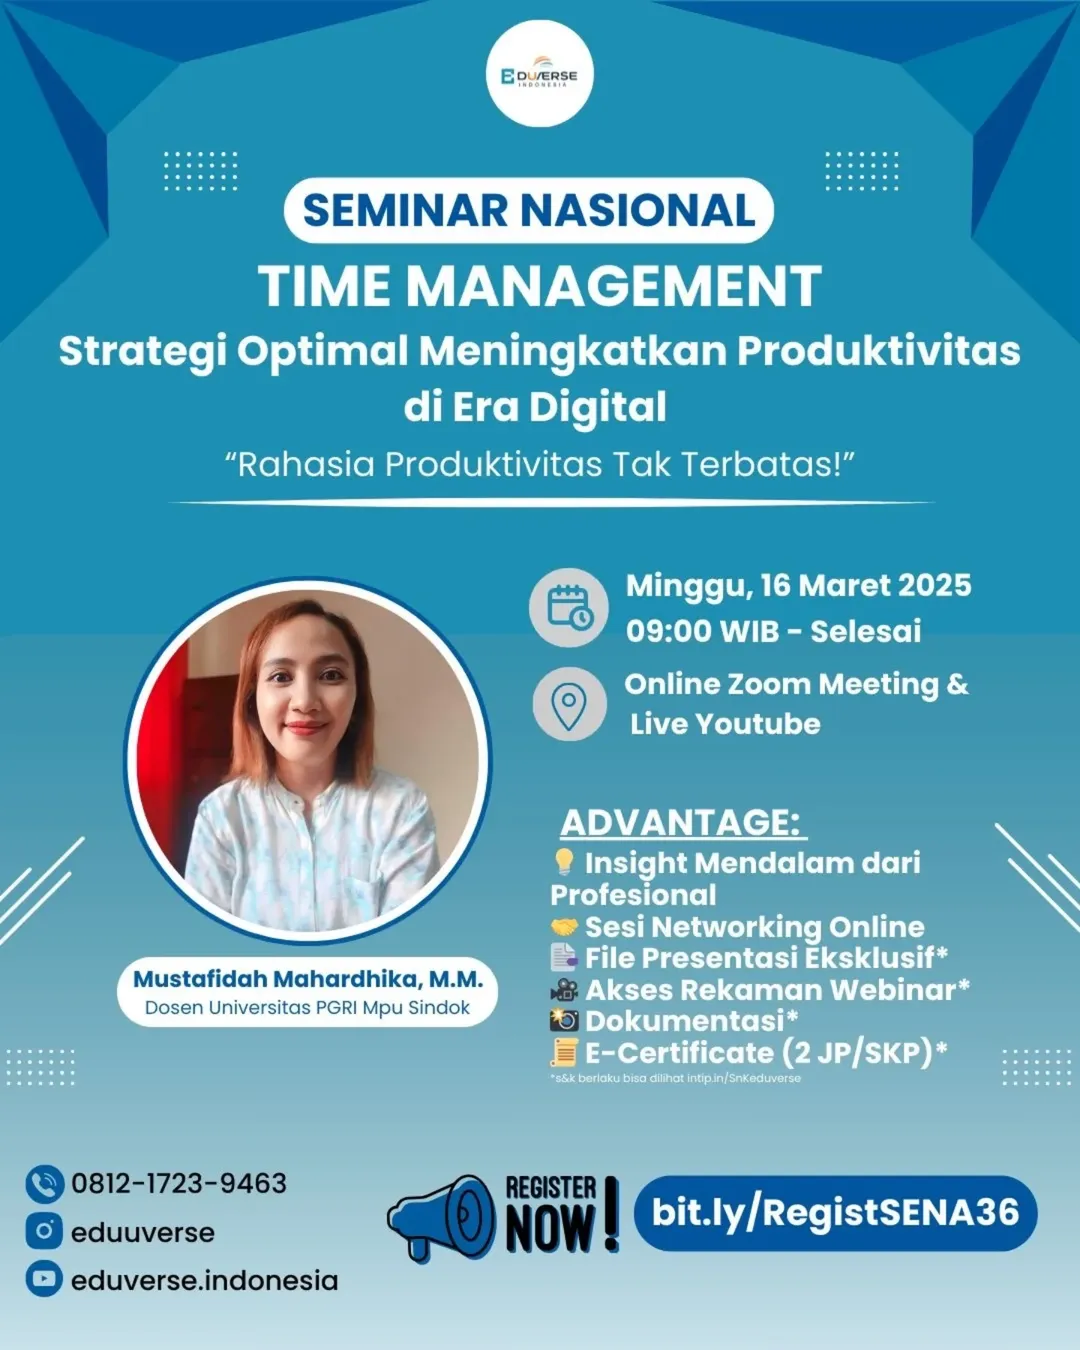 EDUVERSE
INDONESIA
SEMINAR NASIONAL
TIME MANAGEMENT
Strategi Optimal Meningkatkan Produktivitas
di Era Digital
“Rahasia Produktivitas Tak Terbatas!”
Minggu, 16 Maret 2025
09:00 WIB - Selesai
Online Zoom Meeting &
Live Youtube
Mustafidah Mahardhika, M.M.
Dosen Universitas PGRI Mpu Sindok
ADVANTAGE:
💡 Insight Mendalam dari
Profesional
🤝 Sesi Networking Online
📄 File Presentasi Eksklusif*
🎥 Akses Rekaman Webinar*
📸 Dokumentasi*
📜 E-Certificate (2 JP/SKP)*
*s&k berlaku bisa dilihat intip.in/SnKeduverse
0812-1723-9463
eduuverse
eduverse.indonesia
REGISTER
NOW!
bit.ly/RegistSENA36